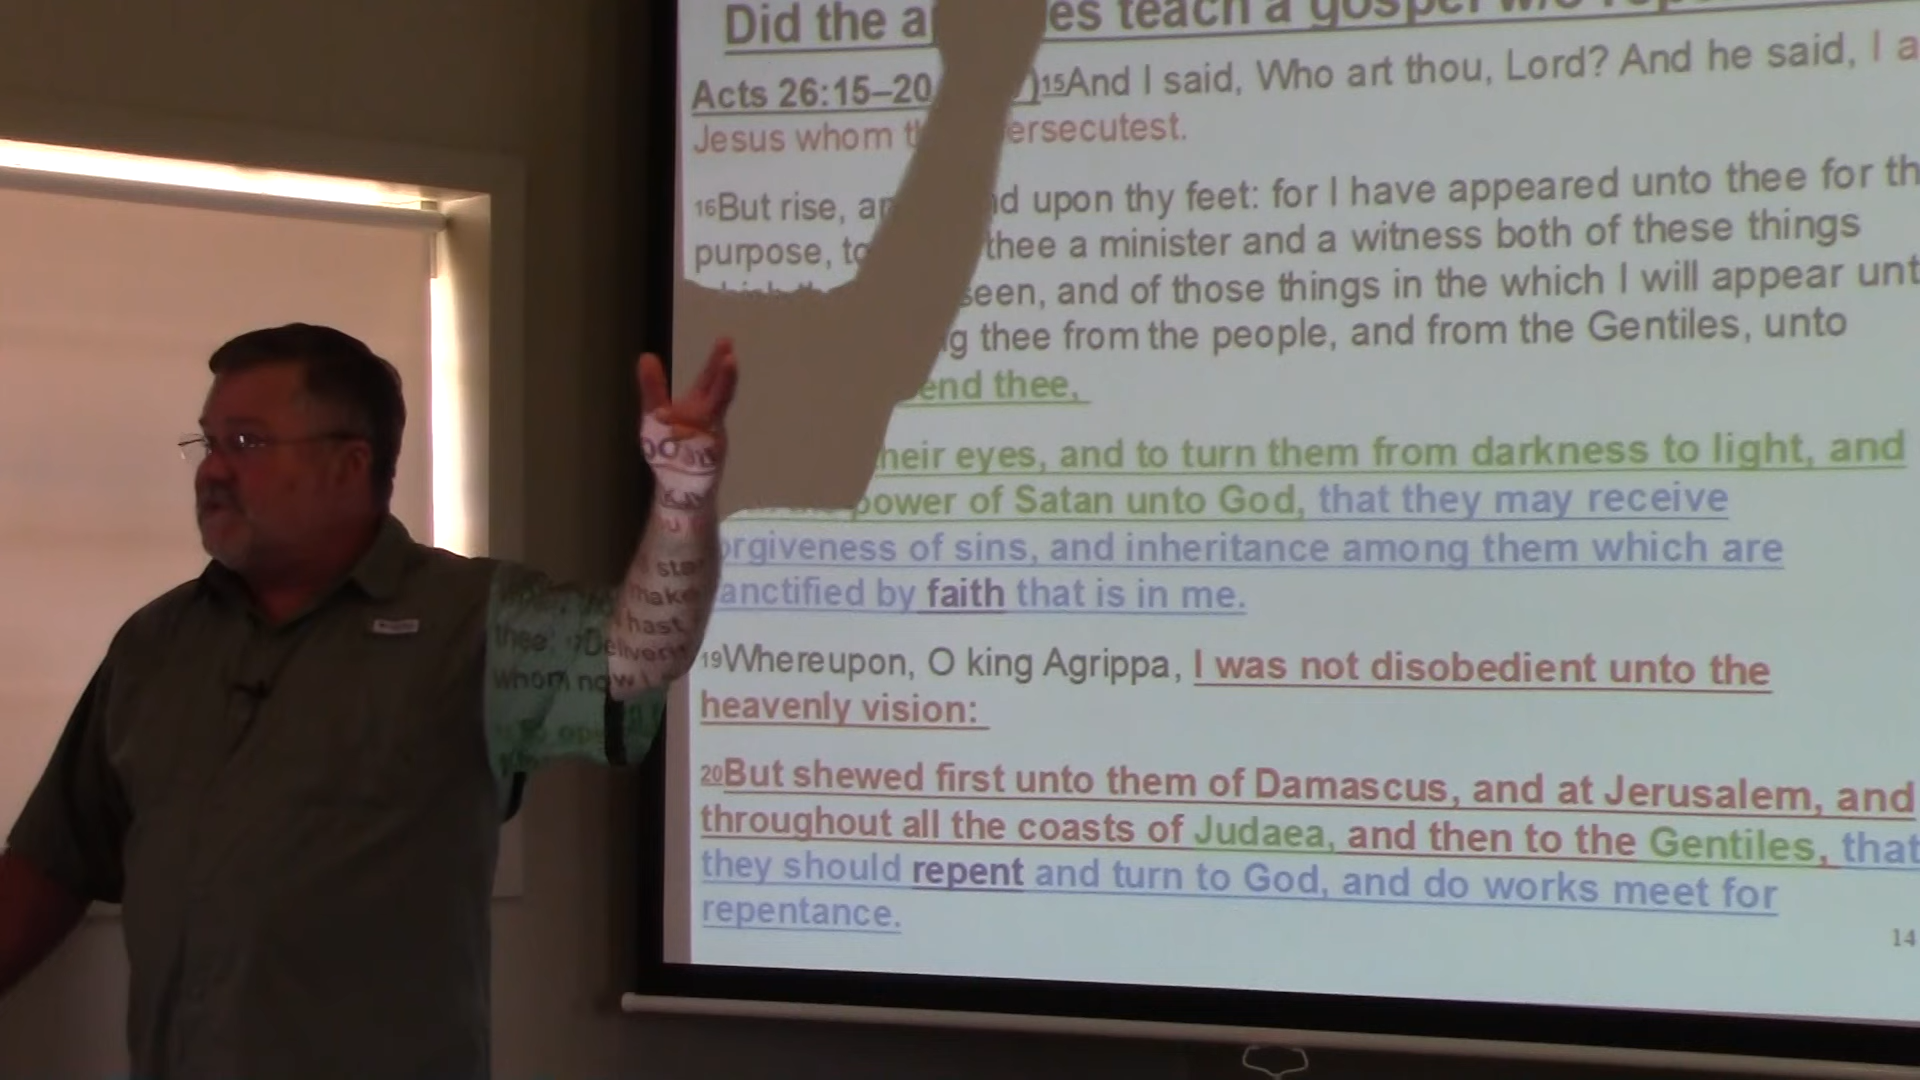 Did the a es teach a gospel w/o
Acts 26:15–20 )15And I said, Who art thou, Lord? And he said, I a
Jesus whom t ersecutest.
16But rise, a d upon thy feet: for I have appeared unto thee for th
purpose, to thee a minister and a witness both of these things
seen, and of those things in the which I will appear unt
g thee from the people, and from the Gentiles, unto
end thee,
heir eyes, and to turn them from darkness to light, and
power of Satan unto God, that they may receive
orgiveness of sins, and inheritance among them which are
anctified by faith that is in me.
19Whereupon, O king Agrippa, I was not disobedient unto the
heavenly vision:
20But shewed first unto them of Damascus, and at Jerusalem, and
throughout all the coasts of Judaea, and then to the Gentiles, that
they should repent and turn to God, and do works meet for
repentance.
14
make
hast
thee; 17Deliver
whom now I